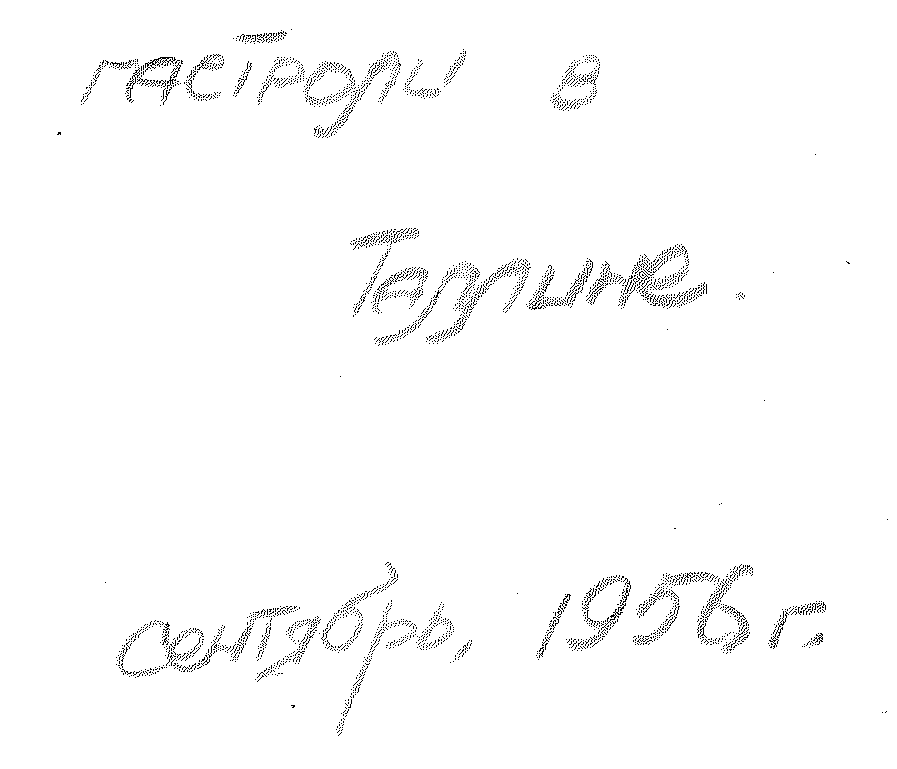 гастроли в
Таллине.
сентябрь, 1956 г.